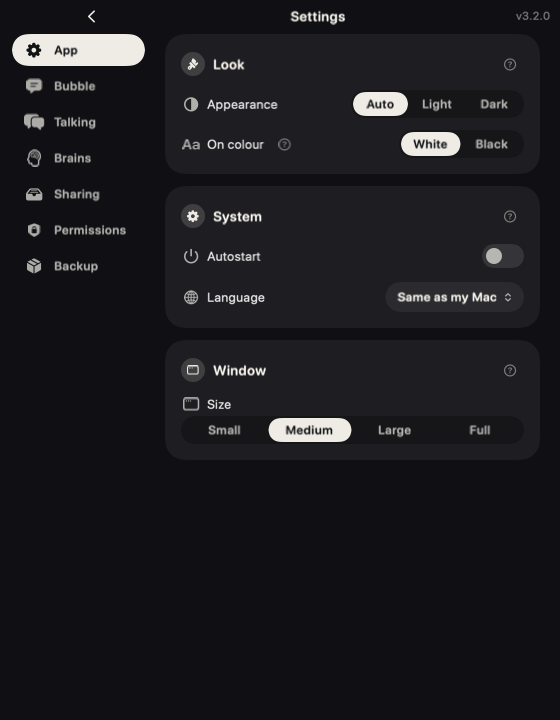 Settings
v3.2.0
App
Bubble
Talking
Brains
Sharing
Permissions
Backup
Look
?
Appearance
Auto Light Dark
Aa On colour ?
White Black
System
?
Autostart
Language
Same as my Mac
Window
?
Size
Small Medium Large Full